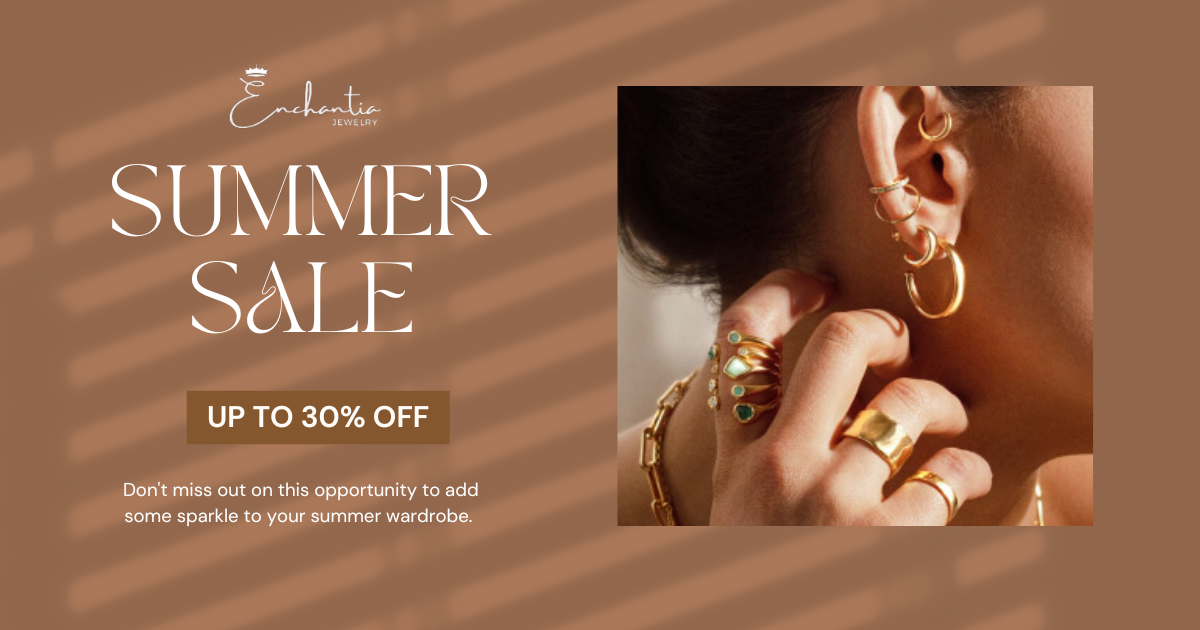 Enchantia
JEWELRY
SUMMER
SALE
UP TO 30% OFF
Don't miss out on this opportunity to add
some sparkle to your summer wardrobe.